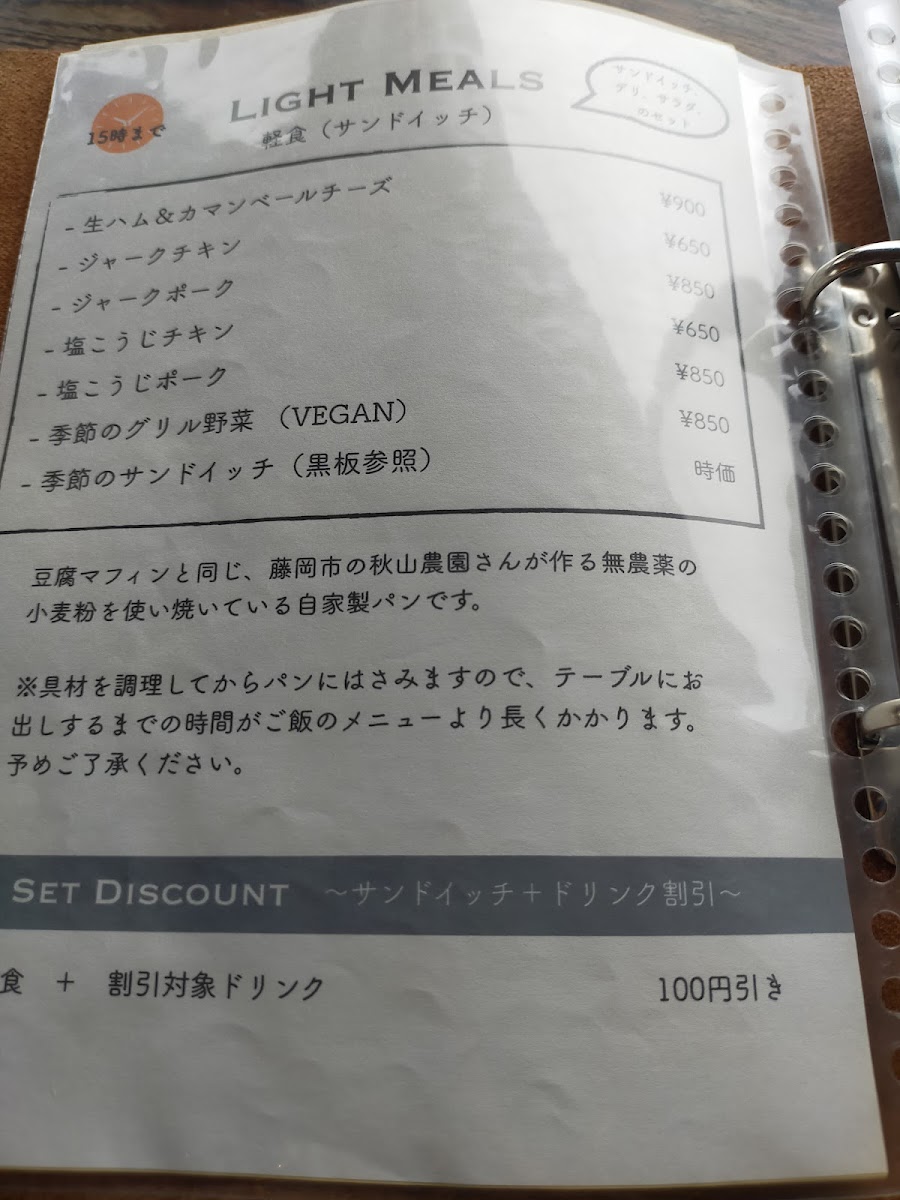 15時まで
LIGHT MEALS
軽食（サンドイッチ）
サンドイッチ、
デリ、サラダ、
のセット
- 生ハム＆カマンベールチーズ ¥900
- ジャークチキン ¥650
- ジャークポーク ¥850
- 塩こうじチキン ¥650
- 塩こうじポーク ¥850
- 季節のグリル野菜 （VEGAN） ¥850
- 季節のサンドイッチ（黒板参照） 時価
豆腐マフィンと同じ、藤岡市の秋山農園さんが作る無農薬の
小麦粉を使い焼いている自家製パンです。
※具材を調理してからパンにはさみますので、テーブルにお
出しするまでの時間がご飯のメニューより長くかかります。
予めご了承ください。
SET DISCOUNT ～サンドイッチ＋ドリンク割引～
食 ＋ 割引対象ドリンク 100円引き